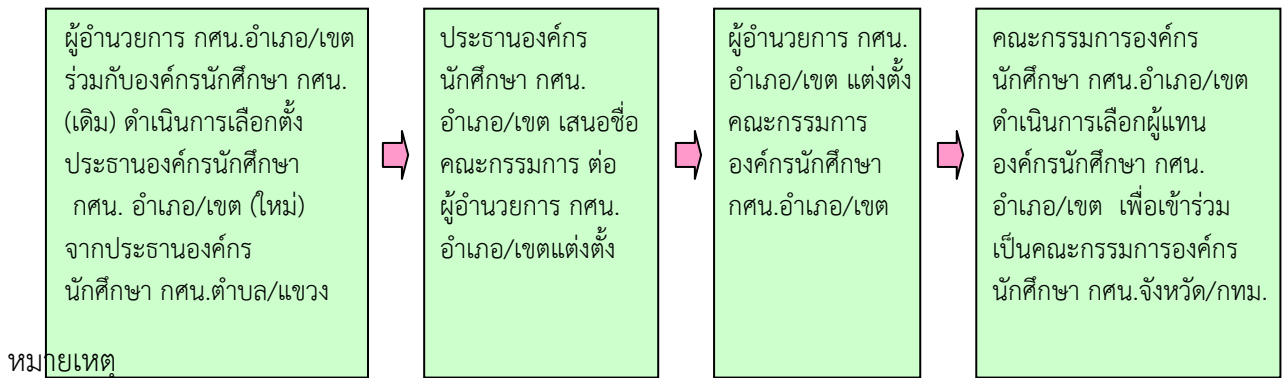 ผู้อำนวยการ กศน.อำเภอ/เขต
ร่วมกับองค์กรนักศึกษา กศน.
(เดิม) ดำเนินการเลือกตั้ง
ประธานองค์กรนักศึกษา
กศน. อำเภอ/เขต (ใหม่)
จากประธานองค์กร
นักศึกษา กศน.ตำบล/แขวง
ประธานองค์กร
นักศึกษา กศน.
อำเภอ/เขต เสนอชื่อ
คณะกรรมการ ต่อ
ผู้อำนวยการ กศน.
อำเภอ/เขตแต่งตั้ง
ผู้อำนวยการ กศน.
อำเภอ/เขต แต่งตั้ง
คณะกรรมการ
องค์กรนักศึกษา
กศน.อำเภอ/เขต
คณะกรรมการองค์กร
นักศึกษา กศน.อำเภอ/เขต
ดำเนินการเลือกผู้แทน
องค์กรนักศึกษา กศน.
อำเภอ/เขต เพื่อเข้าร่วม
เป็นคณะกรรมการองค์กร
นักศึกษา กศน.จังหวัด/กทม.
หมายเหตุ